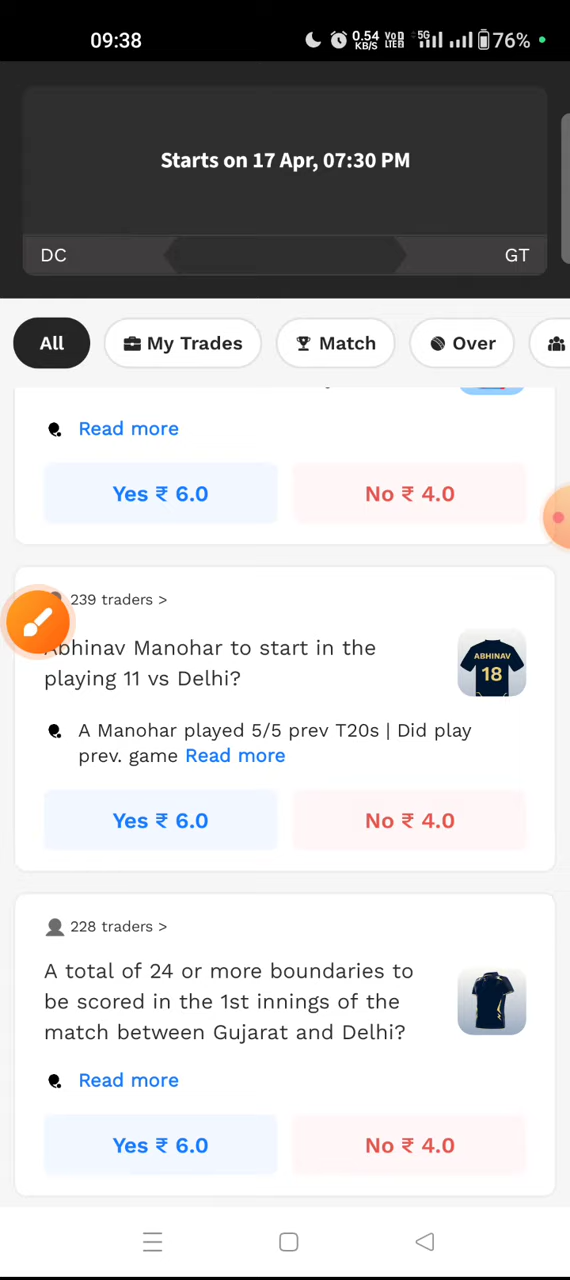 09:38
0.54 KB/S VoD LTE 5G 76%
Starts on 17 Apr, 07:30 PM
DC GT
All My Trades Match Over
Read more
Yes ₹ 6.0 No ₹ 4.0
239 traders >
Abhinav Manohar to start in the
playing 11 vs Delhi?
ABHINAV
18
A Manohar played 5/5 prev T20s | Did play
prev. game Read more
Yes ₹ 6.0 No ₹ 4.0
228 traders >
A total of 24 or more boundaries to
be scored in the 1st innings of the
match between Gujarat and Delhi?
Read more
Yes ₹ 6.0 No ₹ 4.0